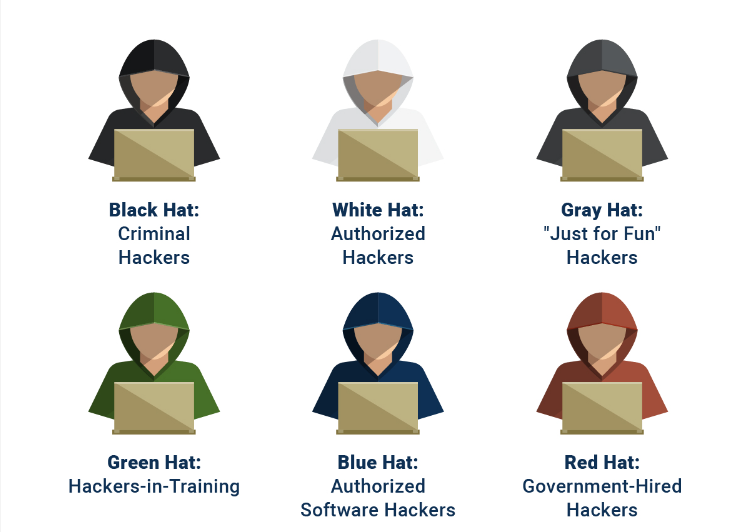 Black Hat:
Criminal
Hackers
White Hat:
Authorized
Hackers
Gray Hat:
"Just for Fun"
Hackers
Green Hat:
Hackers-in-Training
Blue Hat:
Authorized
Software Hackers
Red Hat:
Government-Hired
Hackers